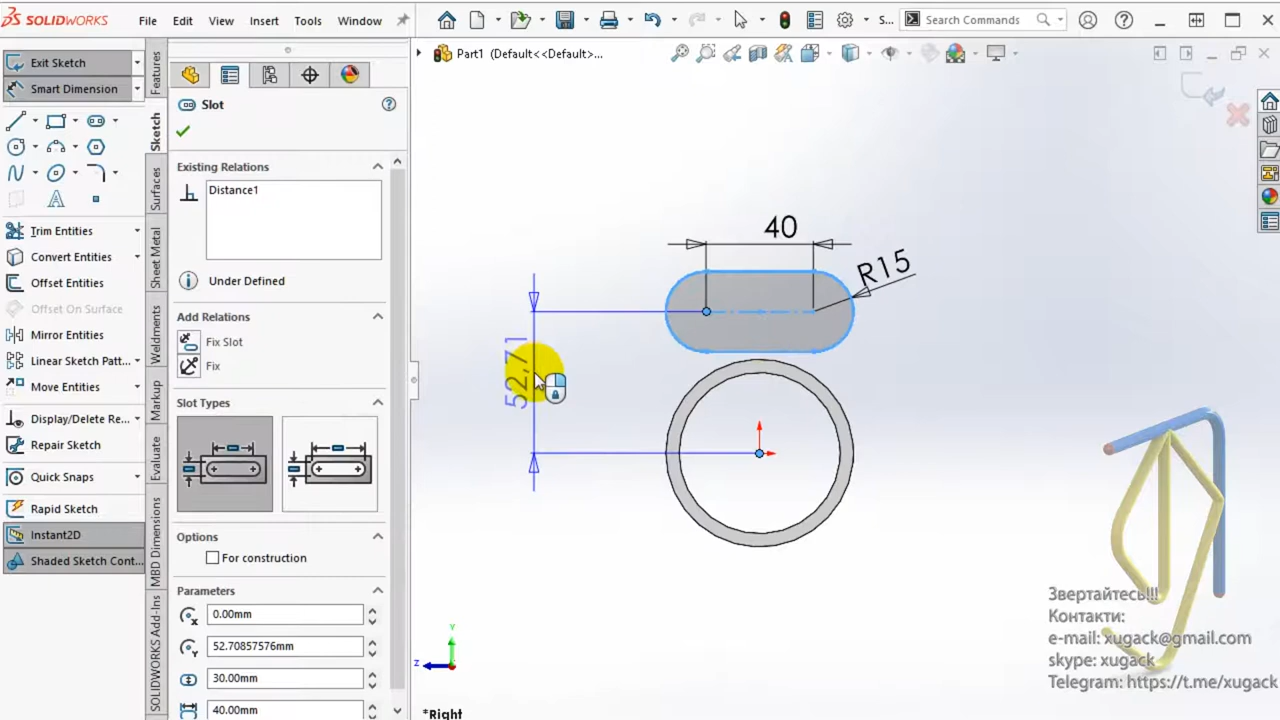 SOLIDWORKS File Edit View Insert Tools Window S... Search Commands
Exit Sketch
Smart Dimension
Trim Entities
Convert Entities
Offset Entities
Offset On Surface
Mirror Entities
Linear Sketch Patt...
Move Entities
Display/Delete Re...
Repair Sketch
Quick Snaps
Rapid Sketch
Instant2D
Shaded Sketch Cont...
Features
Sketch
Surfaces
Sheet Metal
Weldments
Markup
Evaluate
MBD Dimensions
SOLIDWORKS Add-Ins
Slot
Existing Relations
Distance1
Under Defined
Add Relations
Fix Slot
Fix
Slot Types
Options
For construction
Parameters
0.00mm
52.70857576mm
30.00mm
40.00mm
Part1 (Default<<Default>...
40
R15
52,71
Y
Z
*Right
Звертайтесь!!!
Контакти:
e-mail: xugack@gmail.com
skype: xugack
Telegram: https://t.me/xugack